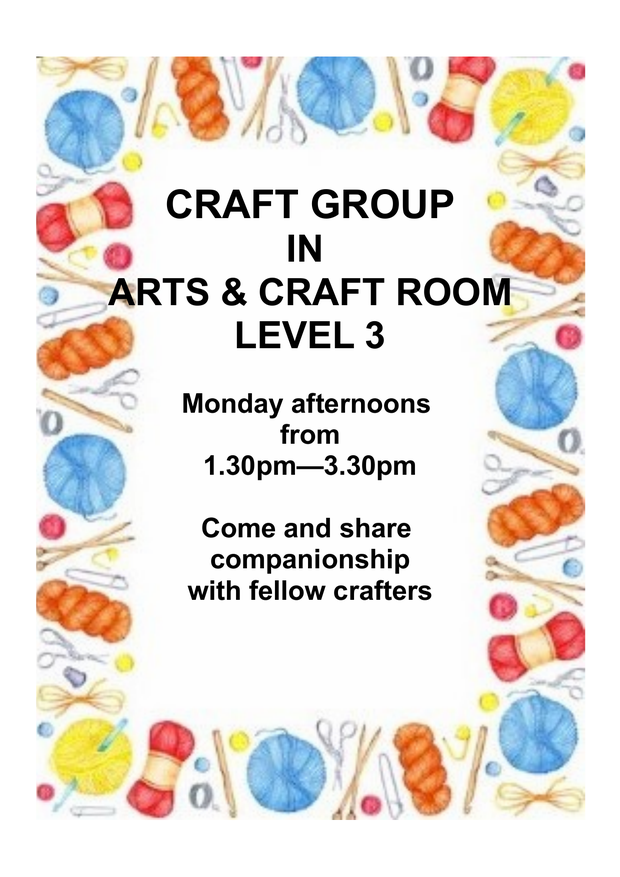 CRAFT GROUP
IN
ARTS & CRAFT ROOM
LEVEL 3
Monday afternoons
from
1.30pm—3.30pm
Come and share
companionship
with fellow crafters